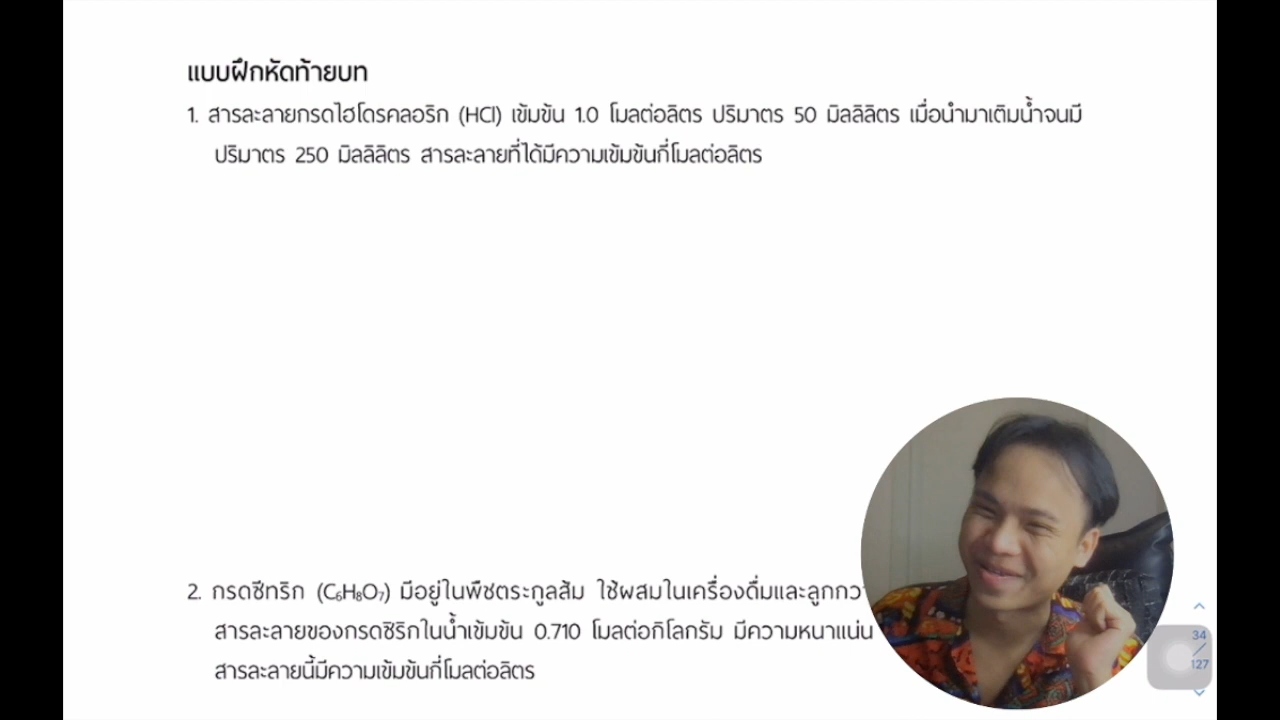 แบบฝึกหัดท้ายบท
1. สารละลายกรดไฮโดรคลอริก (HCl) เข้มข้น 1.0 โมลต่อลิตร ปริมาตร 50 มิลลิลิตร เมื่อนำมาเติมน้ำจนมี
ปริมาตร 250 มิลลิลิตร สารละลายที่ได้มีความเข้มข้นกี่โมลต่อลิตร
2. กรดซีทริก (C₆H₈O₇) มีอยู่ในพืชตระกูลส้ม ใช้ผสมในเครื่องดื่มและ
สารละลายของกรดซิริกในน้ำเข้มข้น 0.710 โมลต่อกิโลกรัม มีความหนาแน่น
สารละลายนี้มีความเข้มข้นกี่โมลต่อลิตร
34
127